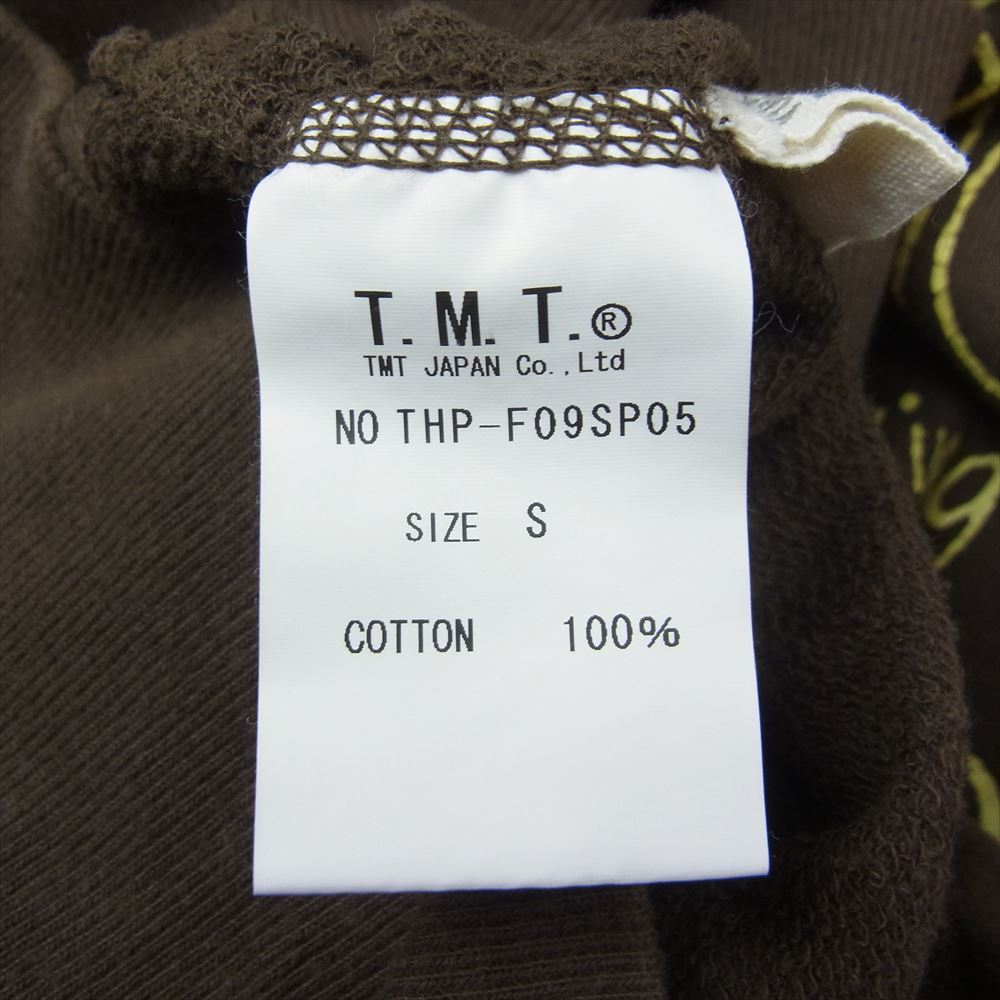 T.M.T.®
TMT JAPAN Co.,Ltd
NO THP-F09SP05
SIZE S
COTTON 100%